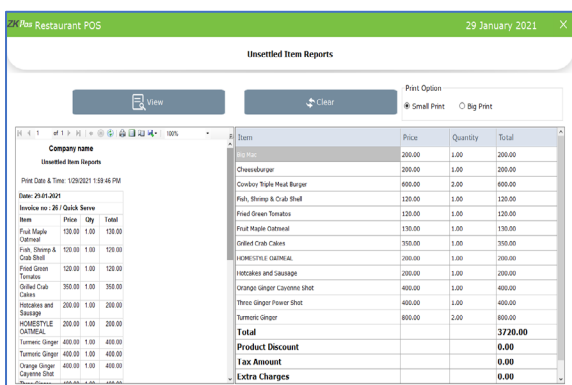 ZKPos Restaurant POS 29 January 2021 X
Unsettled Item Reports
View Clear
Print Option
Small Print Big Print
1 of 1 100%
Company name
Unsettled Item Reports
Print Date & Time: 1/29/2021 1:59:46 PM
Date: 29-01-2021
Invoice no : 26 / Quick Serve
Item Price Qty Total
Fruit Maple 130.00 1.00 130.00
Oatmeal
Fish, Shrimp & 120.00 1.00 120.00
Crab Shell
Fried Green 120.00 1.00 120.00
Tomatos
Grilled Crab 350.00 1.00 350.00
Cakes
Hotcakes and 200.00 1.00 200.00
Sausage
HOMESTYLE 200.00 1.00 200.00
OATMEAL
Turmeric Ginger 400.00 1.00 400.00
Turmeric Ginger 400.00 1.00 400.00
Orange Ginger 400.00 1.00 400.00
Cayenne Shot
Three Ginger 400.00 1.00 400.00
Item Price Quantity Total
Big Mac 200.00 1.00 200.00
Cheeseburger 200.00 1.00 200.00
Cowboy Triple Meat Burger 600.00 2.00 600.00
Fish, Shrimp & Crab Shell 120.00 1.00 120.00
Fried Green Tomatos 120.00 1.00 120.00
Fruit Maple Oatmeal 130.00 1.00 130.00
Grilled Crab Cakes 350.00 1.00 350.00
HOMESTYLE OATMEAL 200.00 1.00 200.00
Hotcakes and Sausage 200.00 1.00 200.00
Orange Ginger Cayenne Shot 400.00 1.00 400.00
Three Ginger Power Shot 400.00 1.00 400.00
Turmeric Ginger 800.00 2.00 800.00
Total 3720.00
Product Discount 0.00
Tax Amount 0.00
Extra Charges 0.00